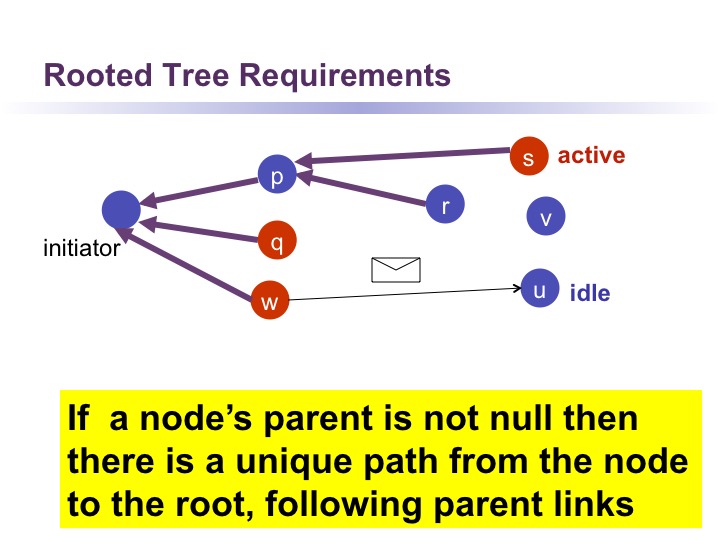 Rooted Tree Requirements
s active
p
r
v
initiator
q
w
u idle
If  a node’s parent is not null then
there is a unique path from the node
to the root, following parent links